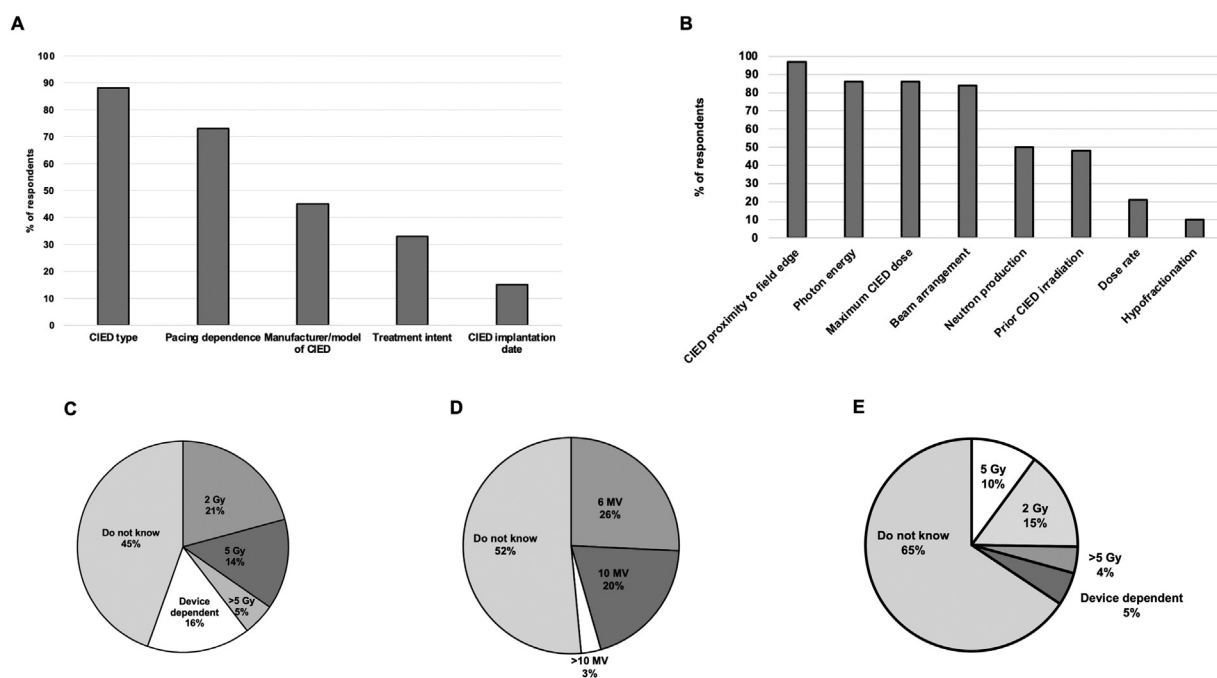 A
100
90
80
70
60
50
40
30
20
10
0
% of respondents
CIED type
Pacing dependence
Manufacturer/model
of CIED
Treatment intent
CIED implantation
date
B
100
90
80
70
60
50
40
30
20
10
0
% of respondents
CIED proximity to field edge
Photon energy
Maximum CIED dose
Beam arrangement
Neutron production
Prior CIED irradiation
Dose rate
Hypofractionation
C
2 Gy
21%
5 Gy
14%
>5 Gy
5%
Device
dependent
16%
Do not know
45%
D
6 MV
26%
10 MV
20%
>10 MV
3%
Do not know
52%
E
5 Gy
10%
2 Gy
15%
>5 Gy
4%
Device dependent
5%
Do not know
65%